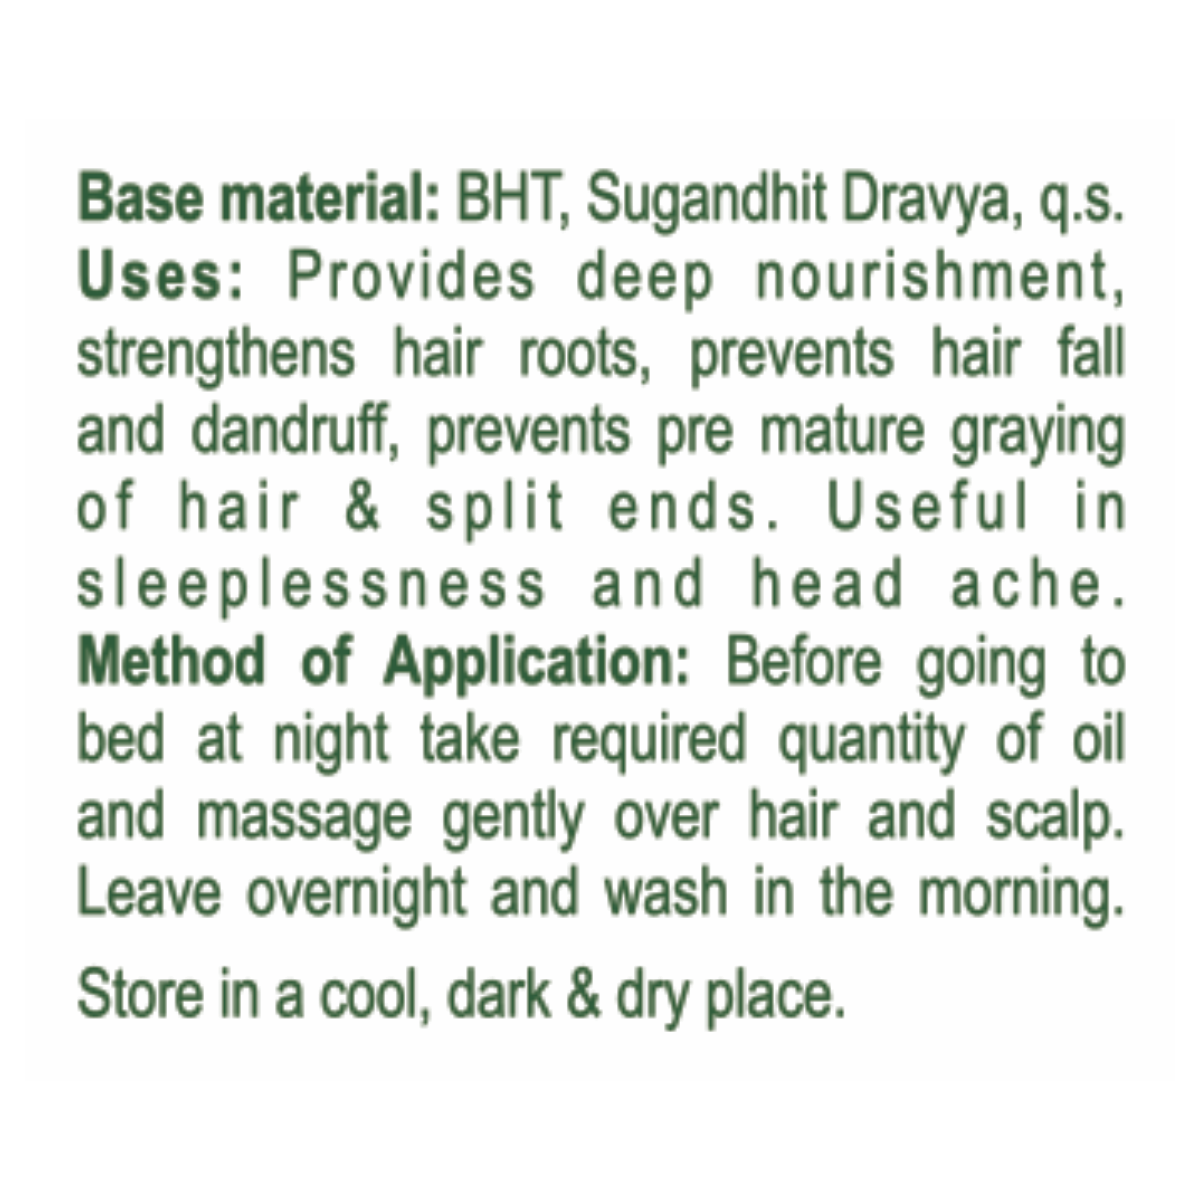 Base material: BHT, Sugandhit Dravya, q.s.
Uses: Provides deep nourishment,
strengthens hair roots, prevents hair fall
and dandruff, prevents pre mature graying
of hair & split ends. Useful in
sleeplessness and head ache.
Method of Application: Before going to
bed at night take required quantity of oil
and massage gently over hair and scalp.
Leave overnight and wash in the morning.
Store in a cool, dark & dry place.